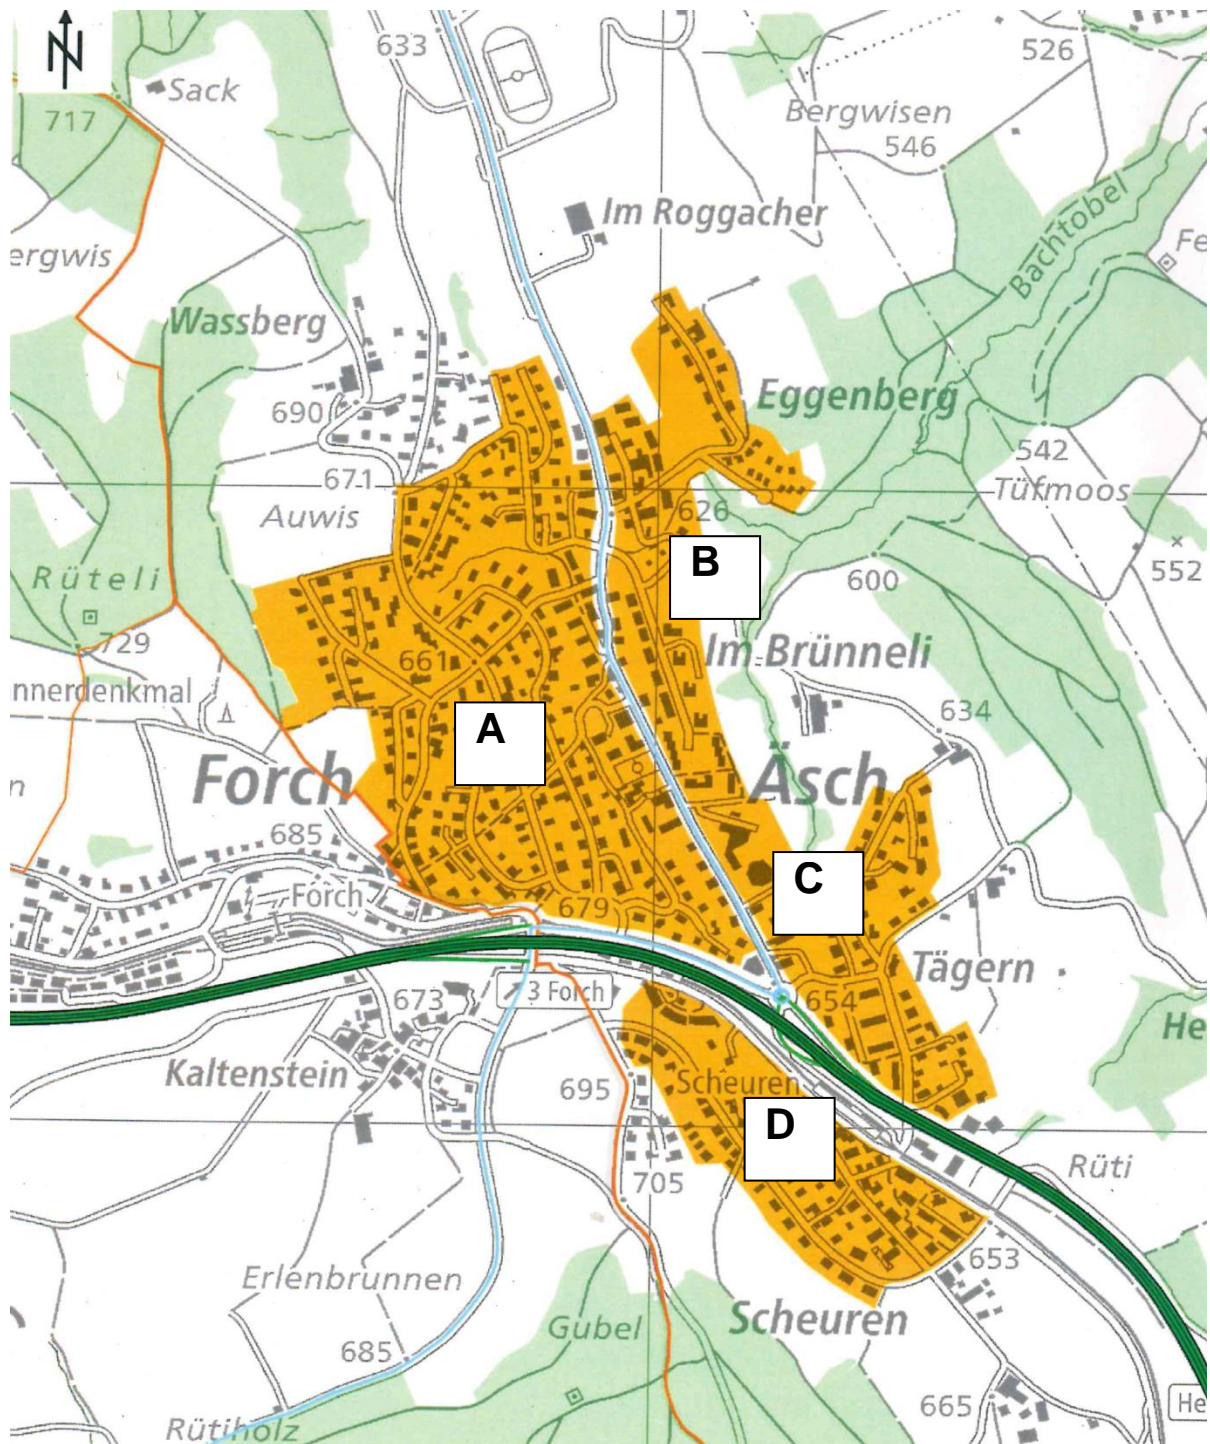 N
633
526
Sack
717
Bergwisen
546
Im Roggacher
Bachtobel
Fe
ergwis
Wassberg
Eggenberg
690
542
671
Tüfmoos
626
Auwis
B
552
Rüteli
600
729
661
Im Brünneli
nnerdenkmal
634
A
Forch
Äsch
n
685
C
Forch
679
Tägern
3 Forch
654
673
He
Kaltenstein
Scheuren
695
D
Rüti
705
653
Erlenbrunnen
Scheuren
Gubel
685
665
He
Rütiholz